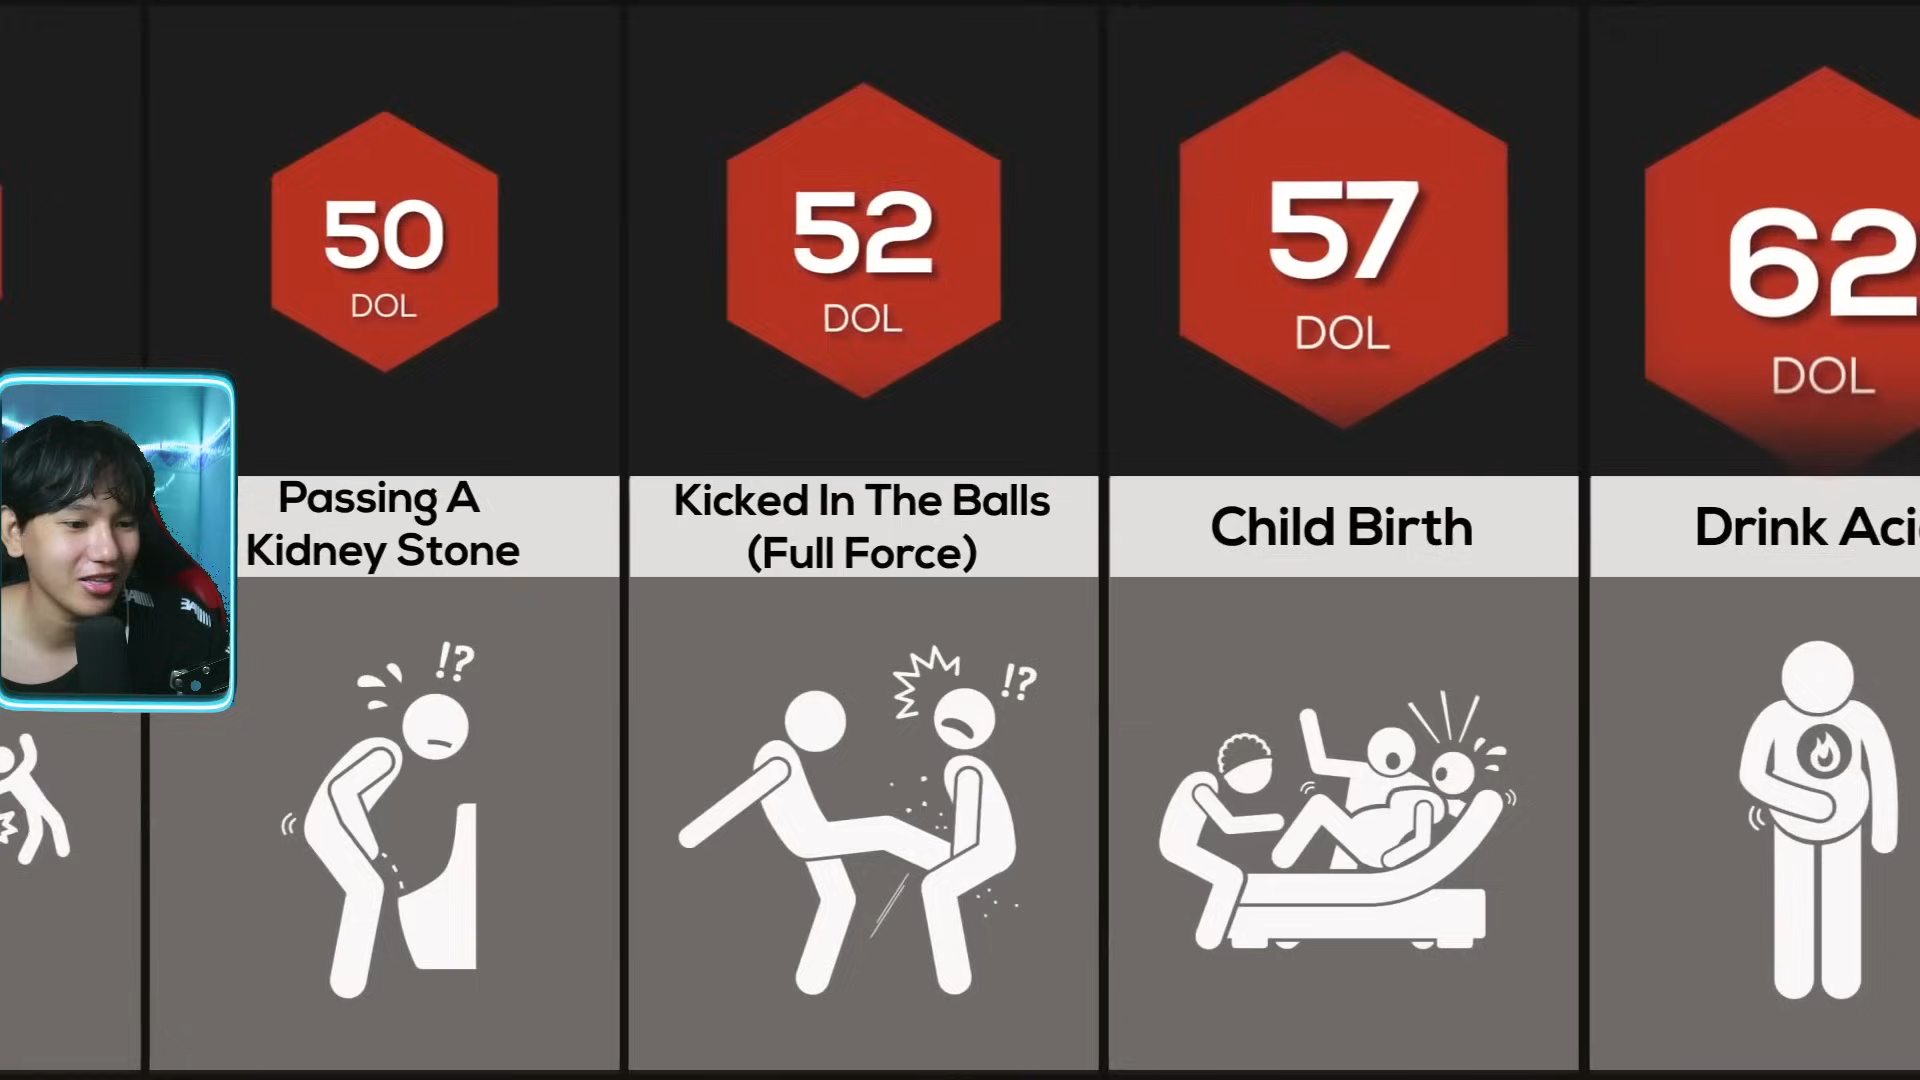 50
DOL
Passing A
Kidney Stone
!?
52
DOL
Kicked In The Balls
(Full Force)
!?
57
DOL
Child Birth
62
DOL
Drink